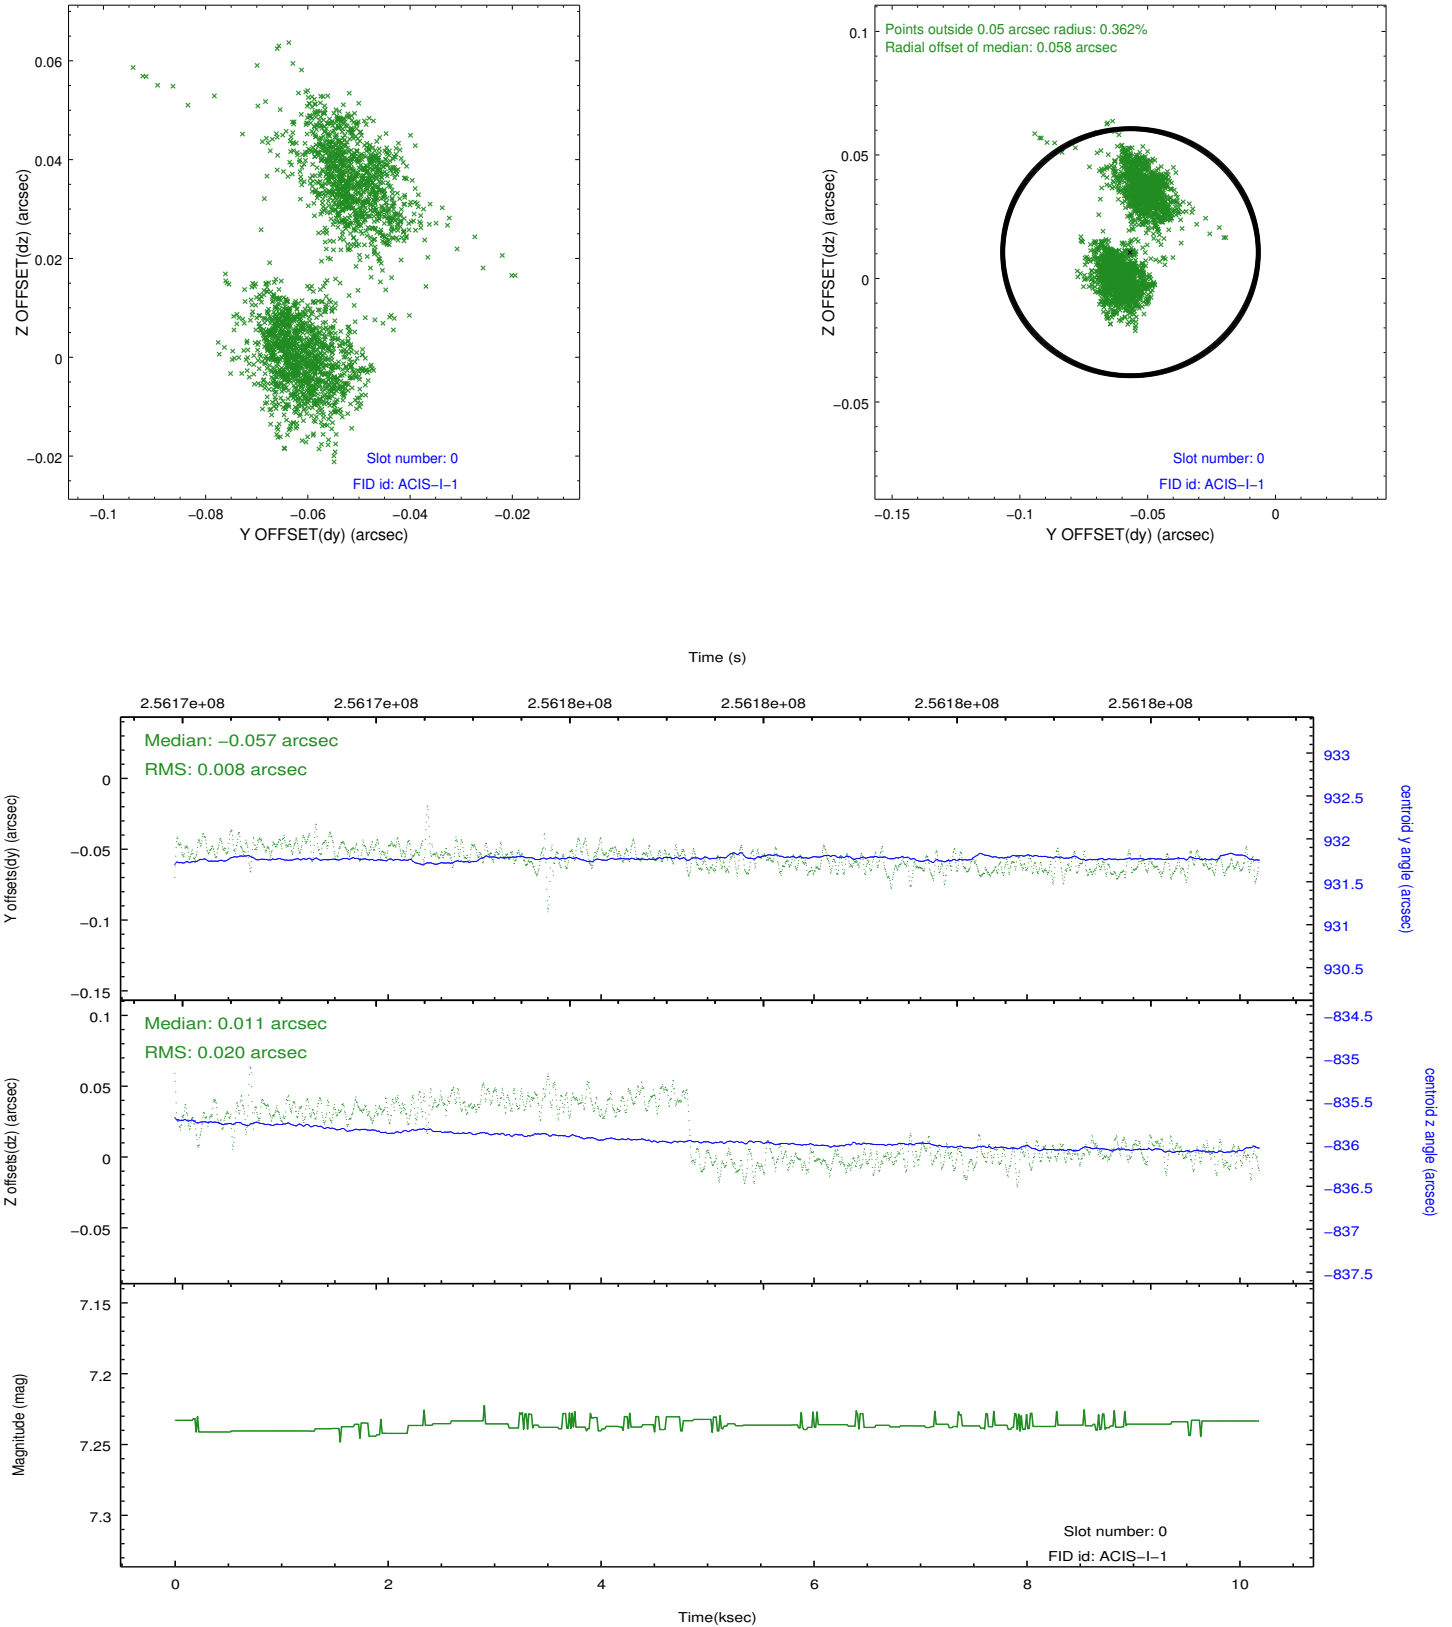 0.06
0.04
0.02
0
−0.02
Z OFFSET(dz) (arcsec)
Slot number: 0
FID id: ACIS−I−1
−0.1
−0.08
−0.06
−0.04
−0.02
Y OFFSET(dy) (arcsec)
Points outside 0.05 arcsec radius: 0.362%
Radial offset of median: 0.058 arcsec
0.1
0.05
0
−0.05
Z OFFSET(dz) (arcsec)
Slot number: 0
FID id: ACIS−I−1
−0.15
−0.1
−0.05
0
Y OFFSET(dy) (arcsec)
Time (s)
2.5617e+08
2.5617e+08
2.5618e+08
2.5618e+08
2.5618e+08
2.5618e+08
Median: −0.057 arcsec
RMS: 0.008 arcsec
0
−0.05
−0.1
−0.15
Y offsets(dy) (arcsec)
933
932.5
932
931.5
931
930.5
centroid y angle (arcsec)
Median: 0.011 arcsec
RMS: 0.020 arcsec
0.1
0.05
0
−0.05
Z offsets(dz) (arcsec)
−834.5
−835
−835.5
−836
−836.5
−837
−837.5
centroid z angle (arcsec)
7.15
7.2
7.25
7.3
Magnitude (mag)
Slot number: 0
FID id: ACIS−I−1
0
2
4
6
8
10
Time(ksec)